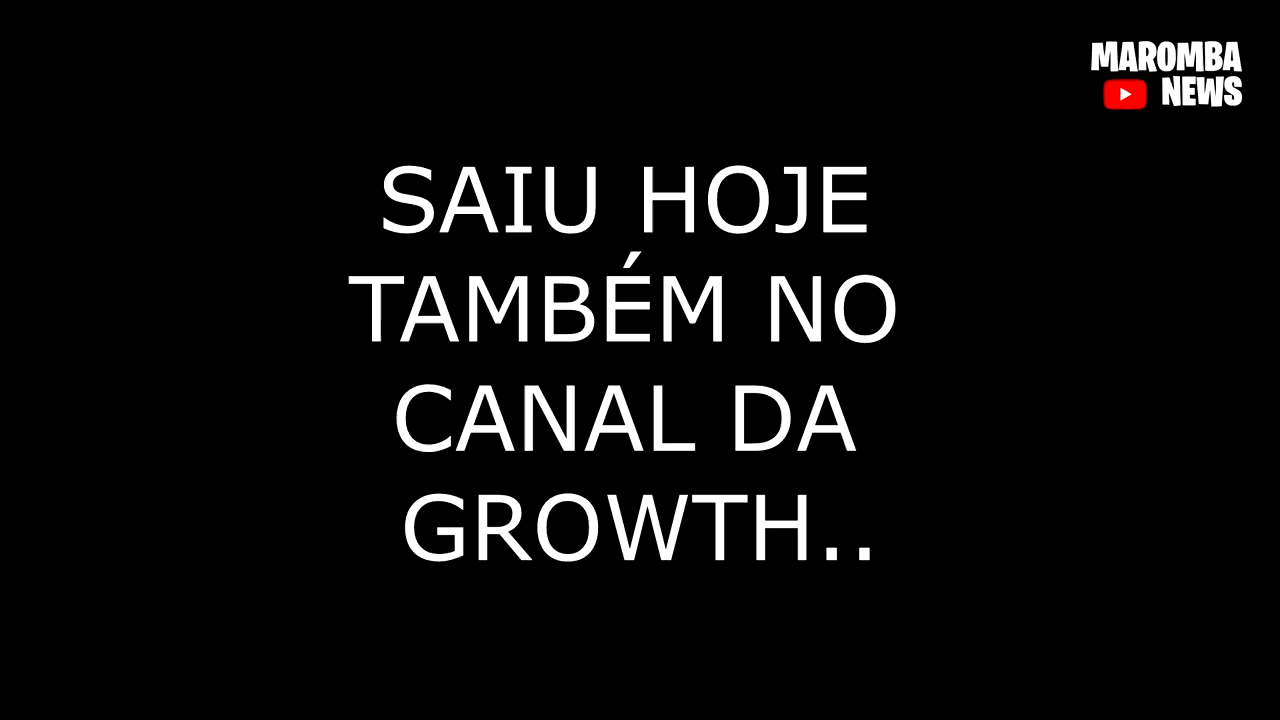 MAROMBA
NEWS
SAIU HOJE
TAMBÉM NO
CANAL DA
GROWTH..